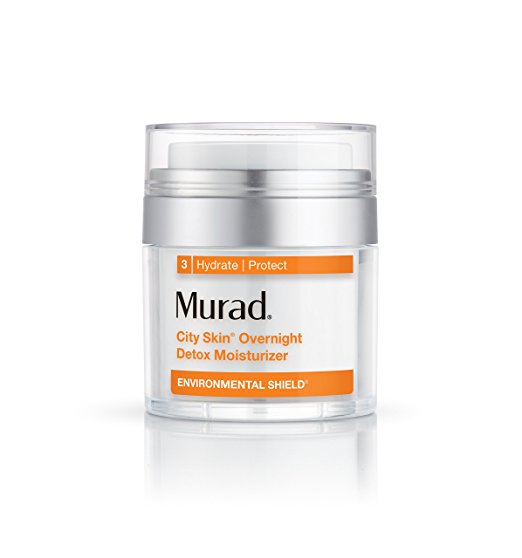 3 | Hydrate | Protect
Murad®
City Skin® Overnight
Detox Moisturizer
ENVIRONMENTAL SHIELD®